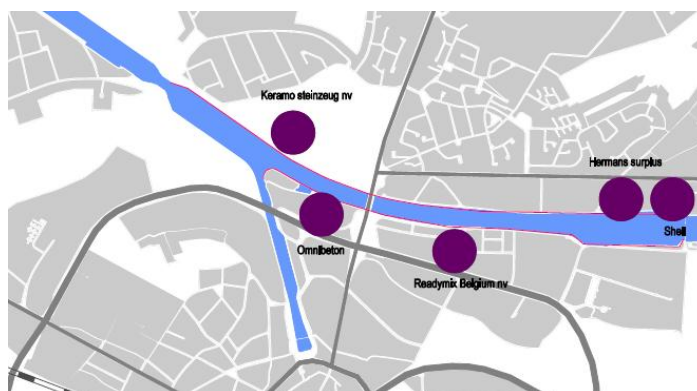 Keramo steinzeug nv
Hermans surplus
Omnibeton
Shell
Readymix Belgium nv